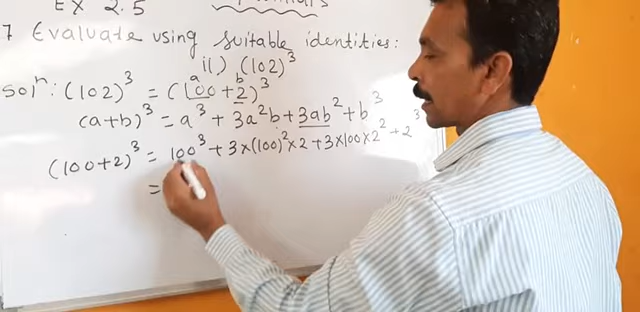 EX 2.5
7 Evaluate using suitable identities:
ii) (102)³
Solⁿ: (102)³ = (100 + 2)³
a b
(a+b)³ = a³ + 3a²b + 3ab² + b³
(100+2)³ = 100³ + 3×(100)²×2 + 3×100×2² + 2³
=